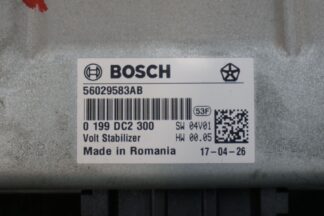 BOSCH
56029583AB
53F
0 199 DC2 300 SW 04V01
Volt Stabilizer HW 00.05
Made in Romania 17-04-26